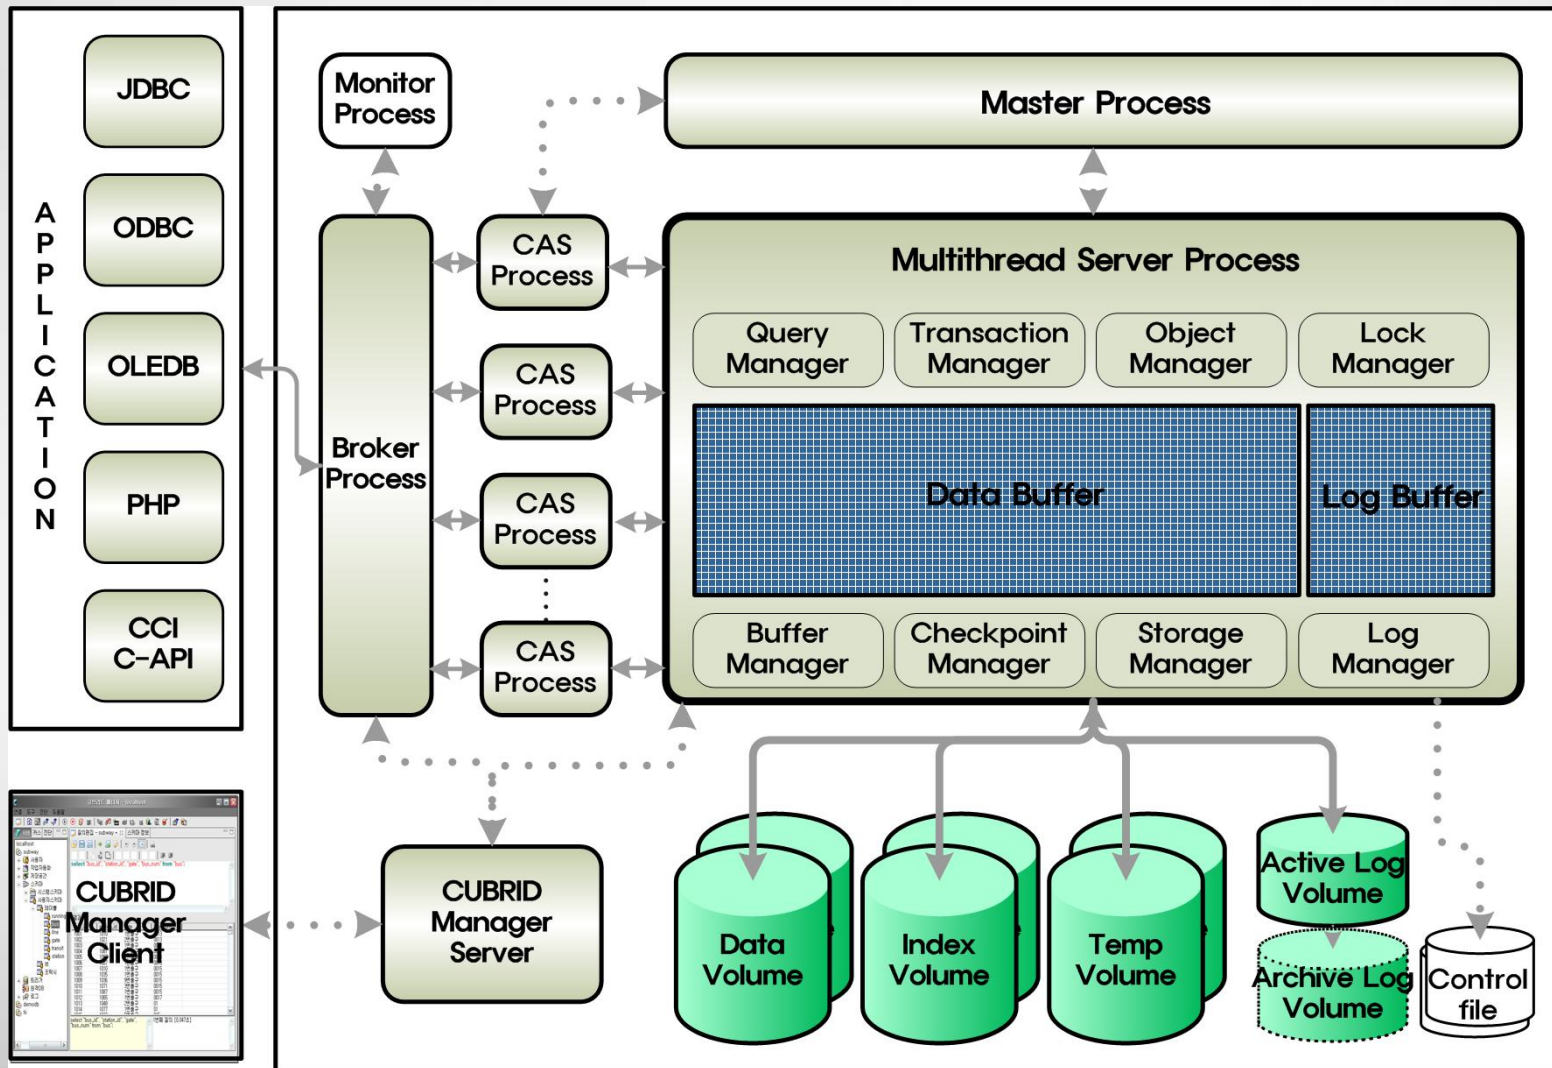 APPLICATION
JDBC
ODBC
OLEDB
PHP
CCI
C-API
Monitor
Process
Master Process
Broker
Process
CAS
Process
CAS
Process
CAS
Process
CAS
Process
Multithread Server Process
Query
Manager
Transaction
Manager
Object
Manager
Lock
Manager
Data Buffer
Log Buffer
Buffer
Manager
Checkpoint
Manager
Storage
Manager
Log
Manager
CUBRID
Manager
Client
CUBRID
Manager
Server
Data
Volume
Index
Volume
Temp
Volume
Active Log
Volume
Archive Log
Volume
Control
file